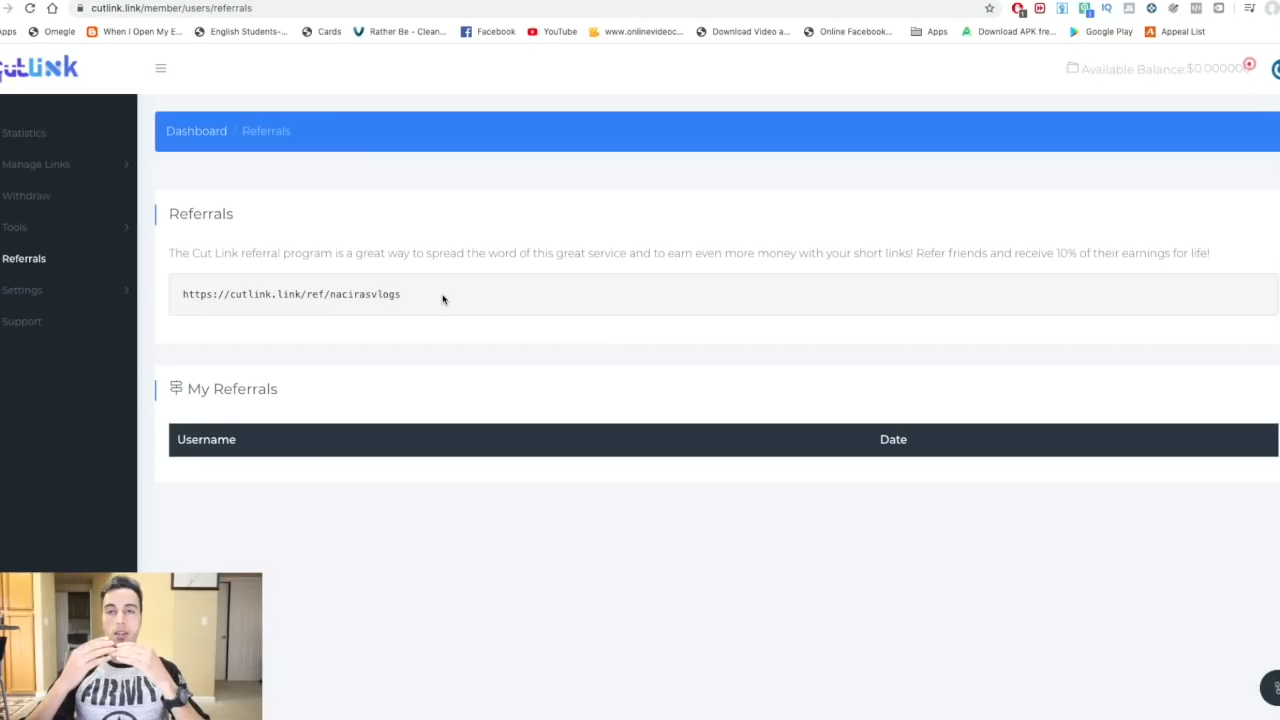 cutlink.link/member/users/referrals
Omegle
When I Open My E...
English Students-...
Cards
Rather Be - Clean...
Facebook
YouTube
www.onlinevideoc...
Download Video a...
Online Facebook...
Apps
Download APK fre...
Google Play
Appeal List
Available Balance:$0.00000
Dashboard / Referrals
Statistics
Manage Links
Withdraw
Tools
Referrals
Settings
Support
Referrals
The Cut Link referral program is a great way to spread the word of this great service and to earn even more money with your short links! Refer friends and receive 10% of their earnings for life!
https://cutlink.link/ref/nacirasvlogs
My Referrals
Username
Date
ARMY